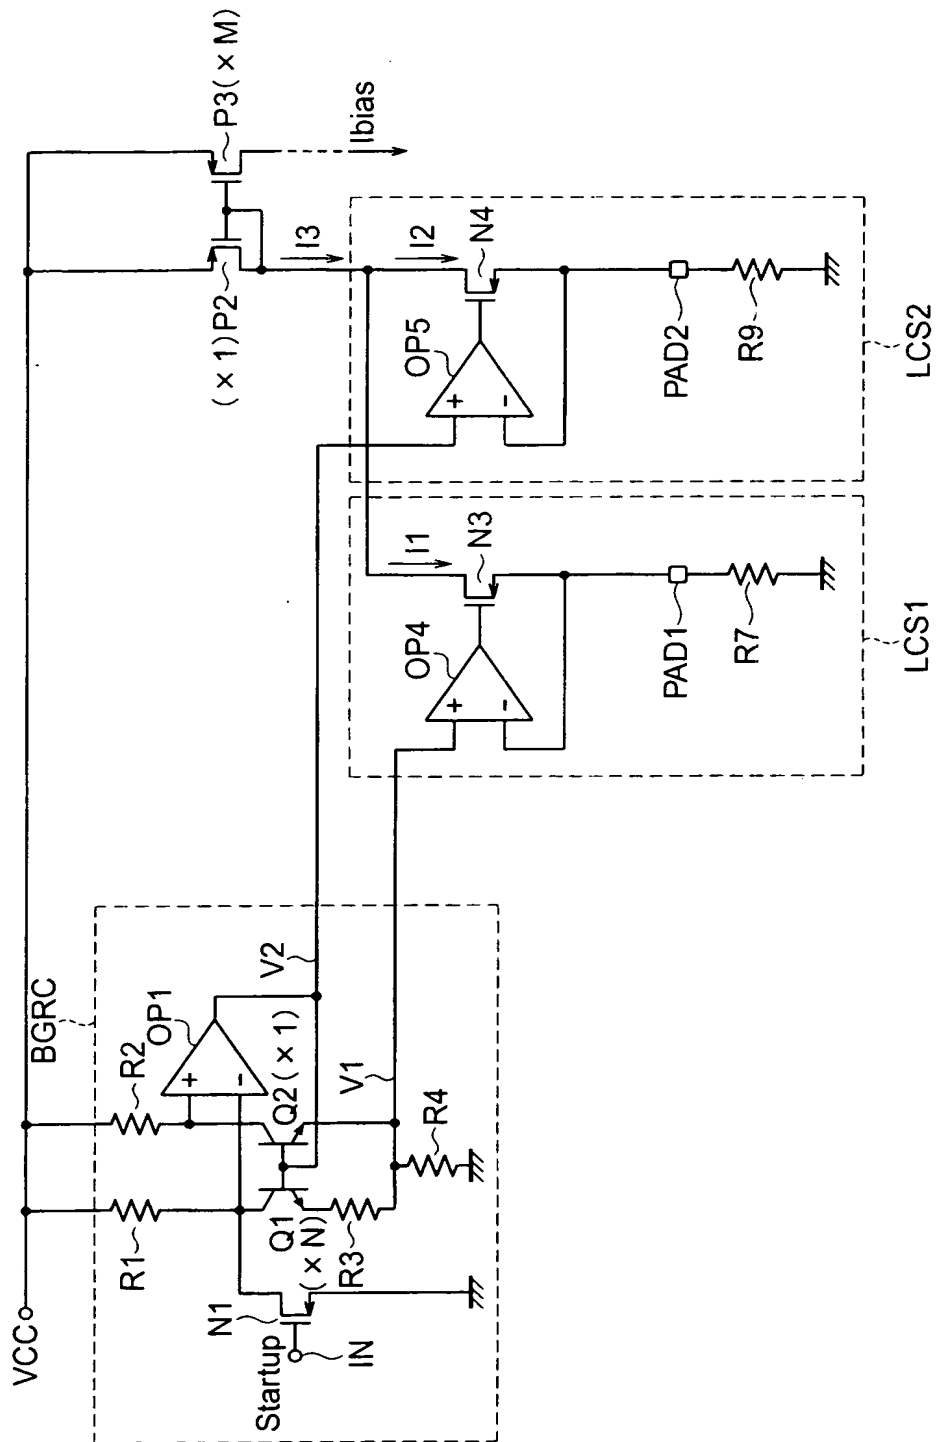 VCC
BGRC
R1
R2
OP1
+
-
Q1
(×N)
Q2(×1)
N1
Startup
IN
R3
R4
V1
V2
(×1)P2
P3(×M)
Ibias
I3
I1
I2
OP4
+
-
N3
OP5
+
-
N4
PAD1
R7
LCS1
PAD2
R9
LCS2